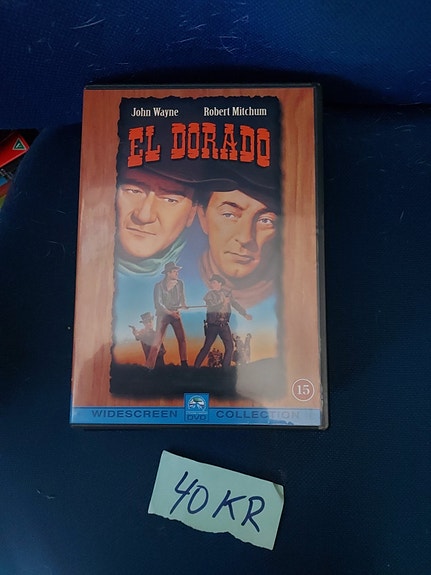 John Wayne Robert Mitchum
EL DORADO
15
WIDESCREEN DVD COLLECTION
40 KR